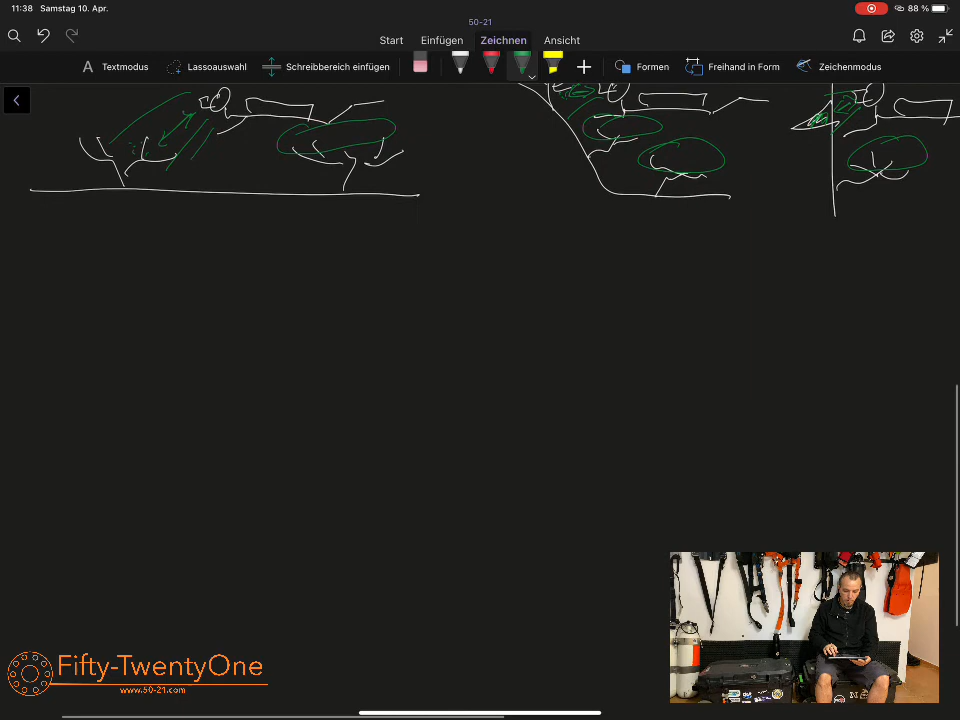 11:38 Samstag 10. Apr. 88 %
50-21
Start Einfügen Zeichnen Ansicht
A Textmodus Lassoauswahl Schreibbereich einfügen Formen Freihand in Form Zeichenmodus
Fifty-TwentyOne
www.50-21.com